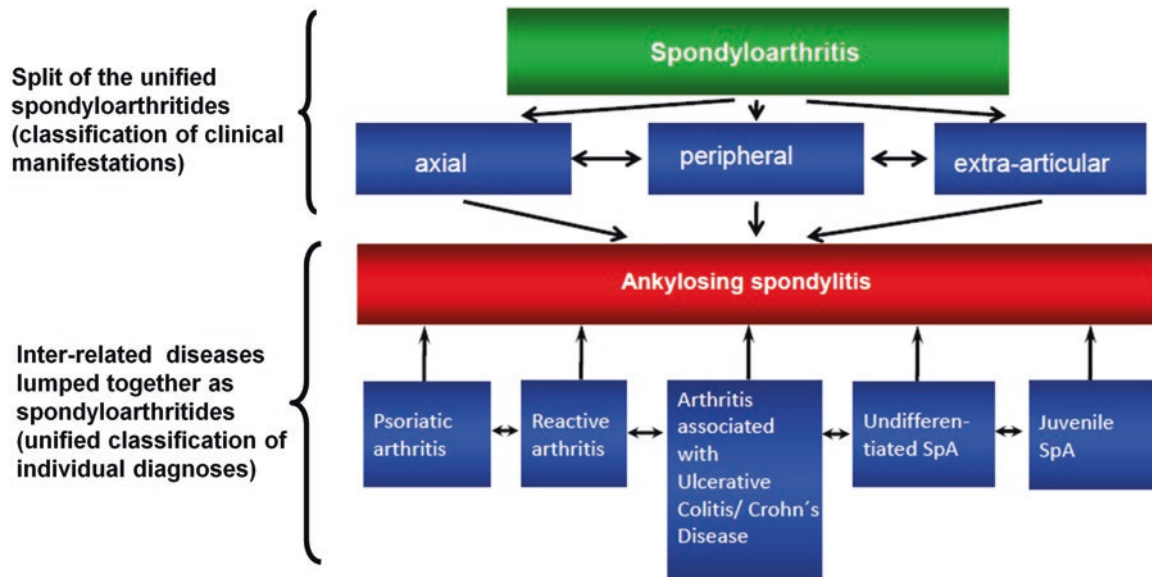 Split of the unified
spondyloarthritides
(classification of clinical
manifestations)
Spondyloarthritis
axial
peripheral
extra-articular
Inter-related diseases
lumped together as
spondyloarthritides
(unified classification of
individual diagnoses)
Ankylosing spondylitis
Psoriatic
arthritis
Reactive
arthritis
Arthritis
associated
with
Ulcerative
Colitis/ Crohn´s
Disease
Undifferen-
tiated SpA
Juvenile
SpA